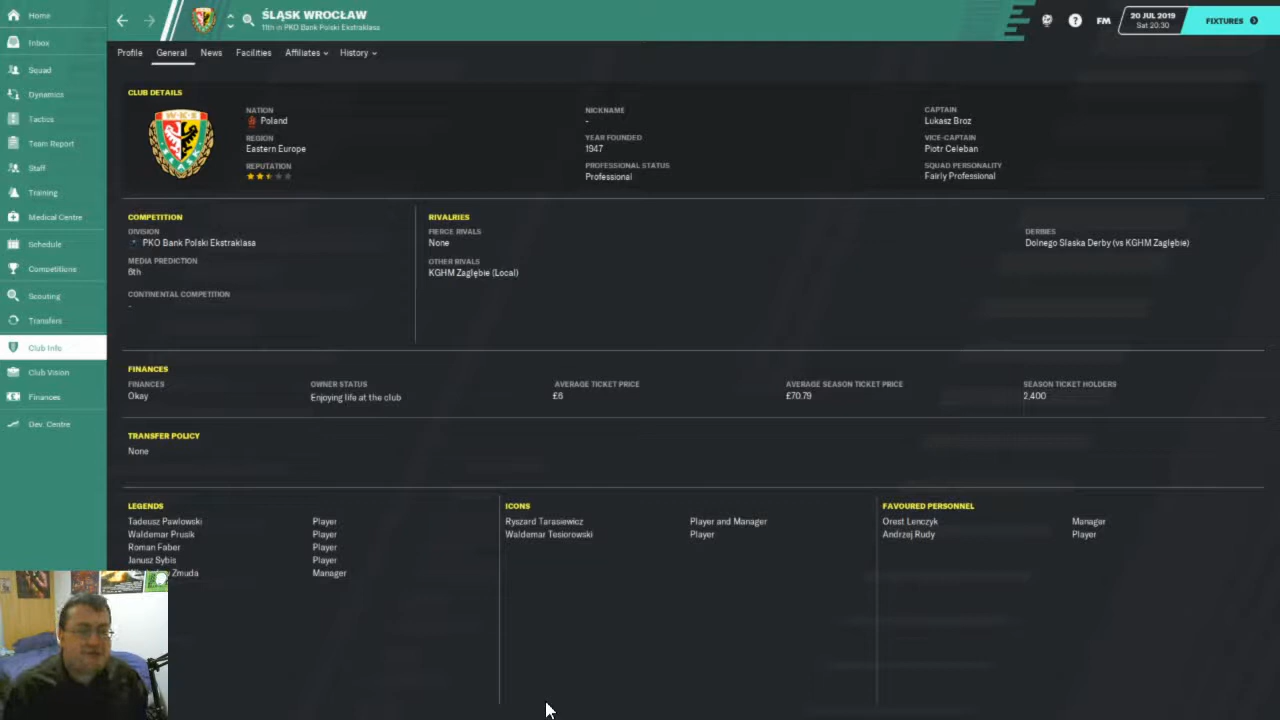 Home
Inbox
Squad
Dynamics
Tactics
Team Report
Staff
Training
Medical Centre
Schedule
Competitions
Scouting
Transfers
Club Info
Club Vision
Finances
Dev. Centre
ŚLĄSK WROCŁAW
11th in PKO Bank Polski Ekstraklasa
?
FM
20 JUL 2019
Sat 20:30
FIXTURES
Profile General News Facilities Affiliates History
CLUB DETAILS
W K S
NATION
Poland
REGION
Eastern Europe
REPUTATION
NICKNAME
-
YEAR FOUNDED
1947
PROFESSIONAL STATUS
Professional
CAPTAIN
Lukasz Broz
VICE-CAPTAIN
Piotr Celeban
SQUAD PERSONALITY
Fairly Professional
COMPETITION
DIVISION
PKO Bank Polski Ekstraklasa
MEDIA PREDICTION
6th
CONTINENTAL COMPETITION
-
RIVALRIES
FIERCE RIVALS
None
OTHER RIVALS
KGHM Zagłębie (Local)
DERBIES
Dolnego Slaska Derby (vs KGHM Zagłębie)
FINANCES
FINANCES
Okay
OWNER STATUS
Enjoying life at the club
AVERAGE TICKET PRICE
£6
AVERAGE SEASON TICKET PRICE
£70.79
SEASON TICKET HOLDERS
2,400
TRANSFER POLICY
None
LEGENDS
Tadeusz Pawlowski Player
Waldemar Prusik Player
Roman Faber Player
Janusz Sybis Player
Zmuda Manager
ICONS
Ryszard Tarasiewicz Player and Manager
Waldemar Tesiorowski Player
FAVOURED PERSONNEL
Orest Lenczyk Manager
Andrzej Rudy Player